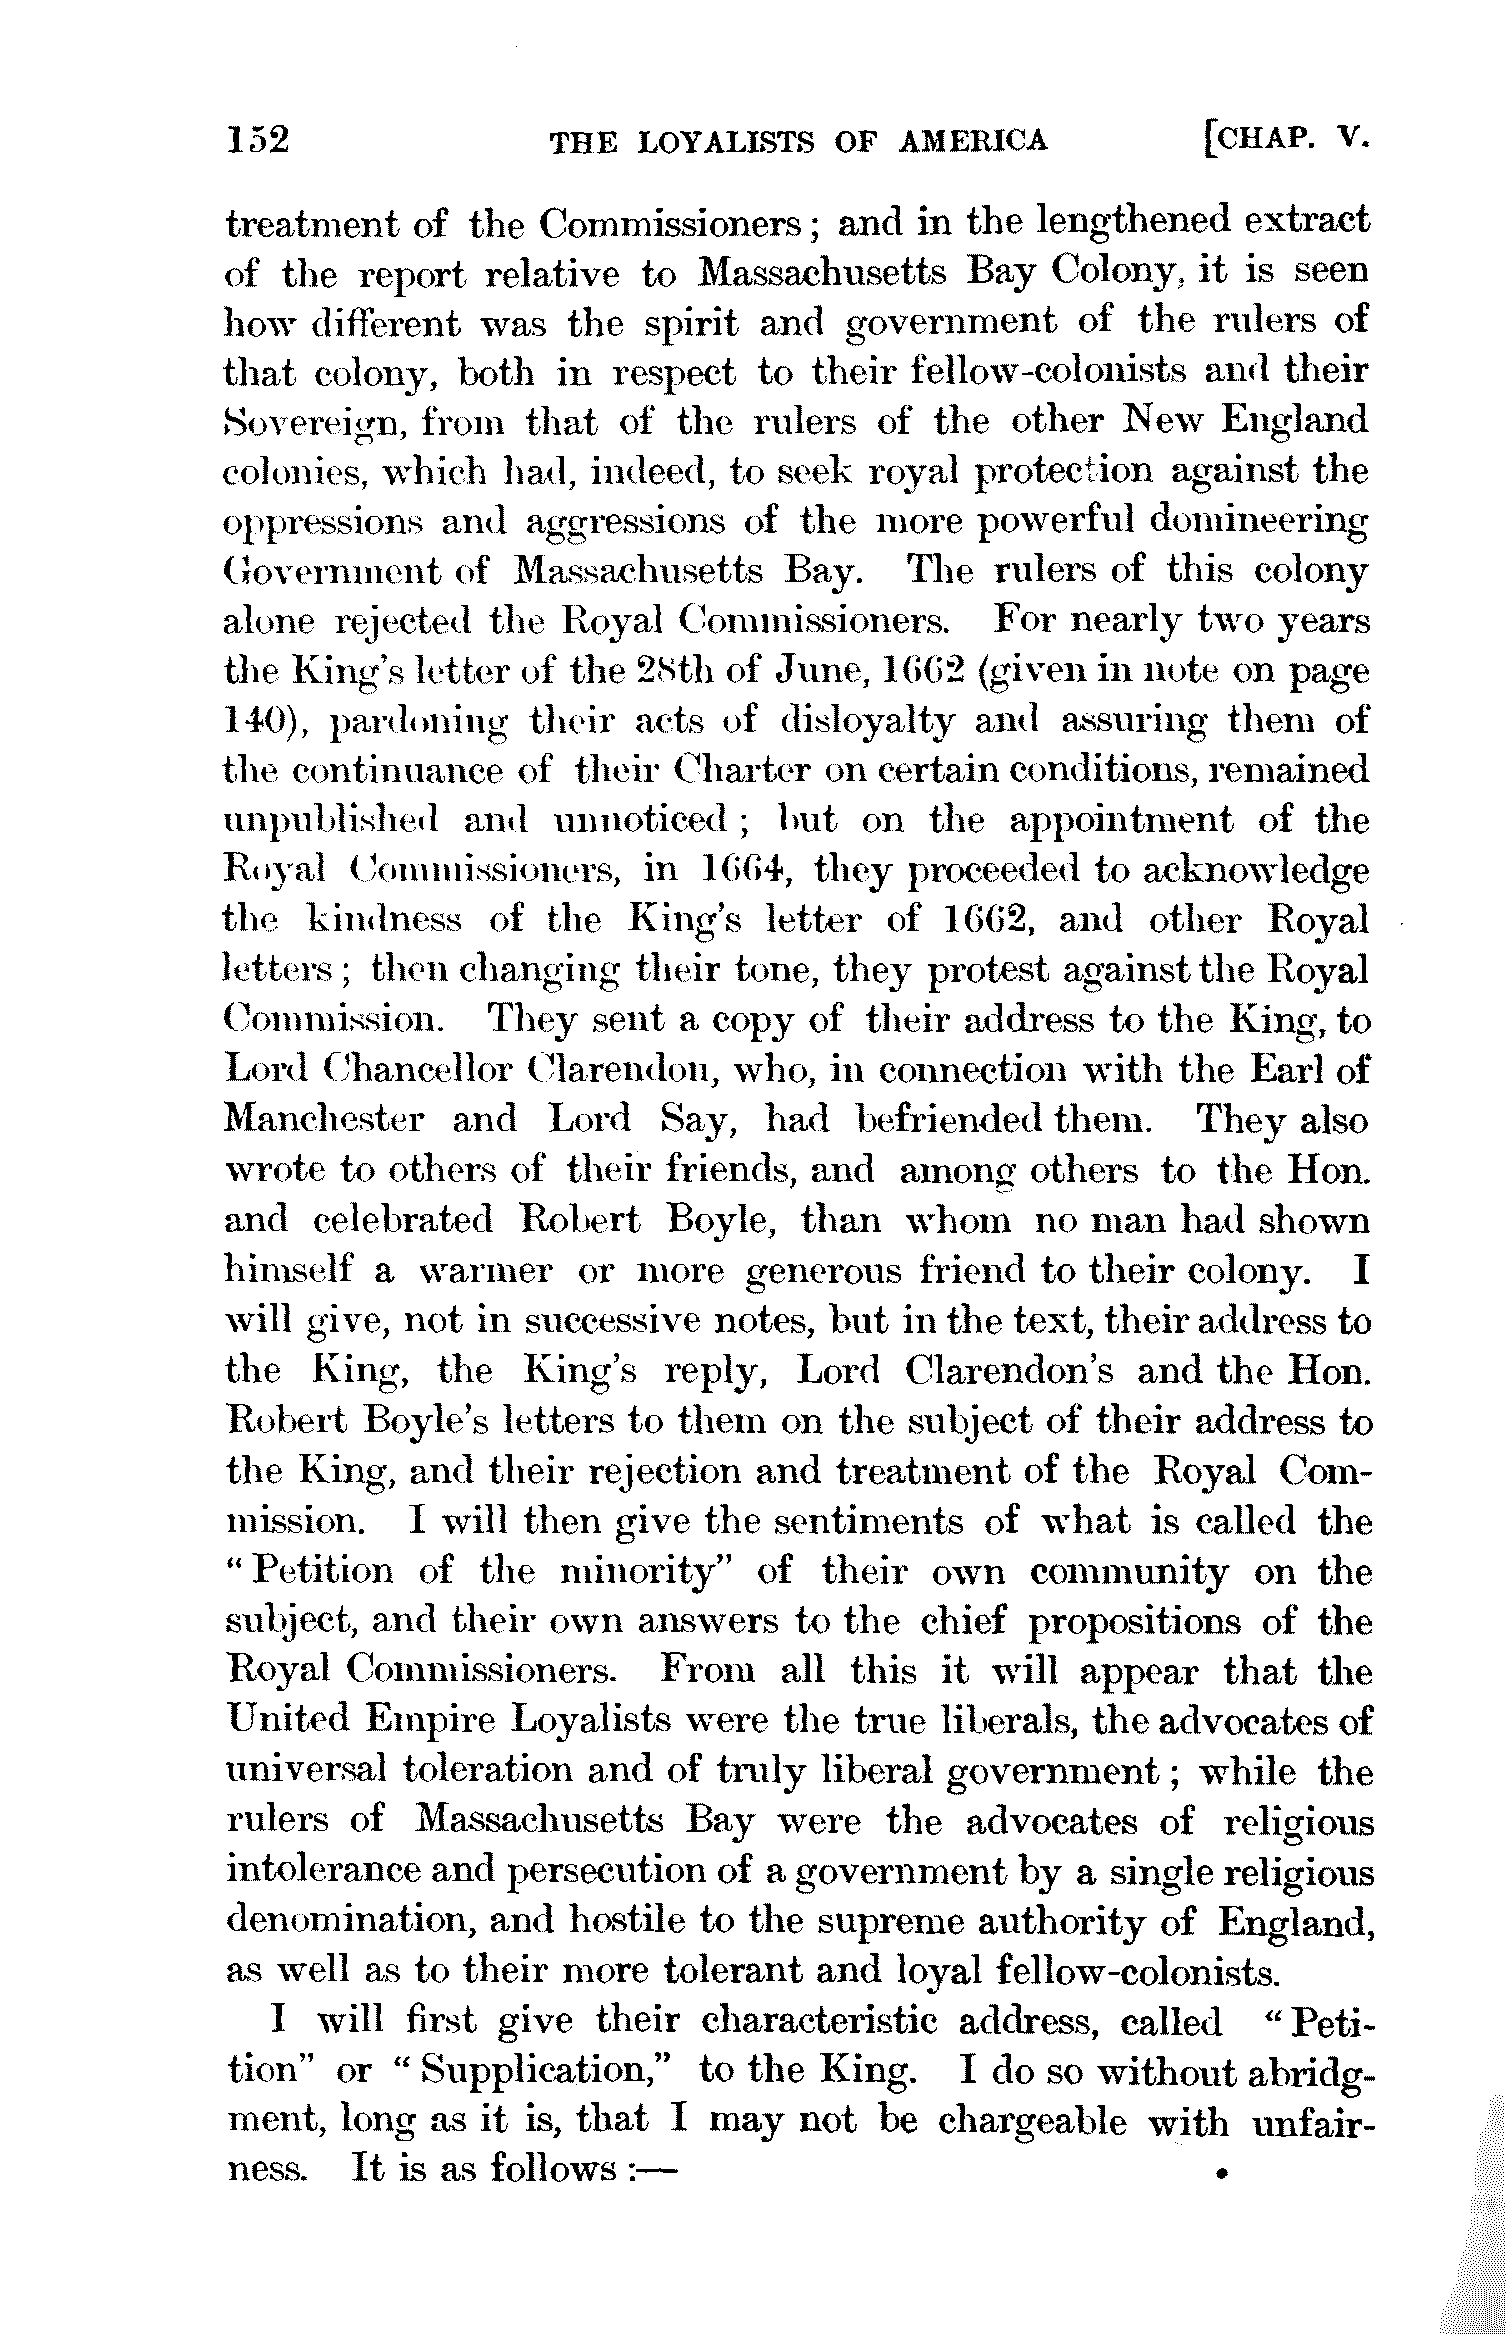 152 THE LOYALISTS OF AMERICA [CHAP. V.
treatment of the Commissioners; and in the lengthened extract
of the report relative to Massachusetts Bay Colony, it is seen
how different was the spirit and government of the rulers of
that colony, both in respect to their fellow-colonists and their
Sovereign, from that of the rulers of the other New England
colonies, which had, indeed, to seek royal protection against the
oppressions and aggressions of the more powerful domineering
Government of Massachusetts Bay. The rulers of this colony
alone rejected the Royal Commissioners. For nearly two years
the King's letter of the 28th of June, 1662 (given in note on page
140), pardoning their acts of disloyalty and assuring them of
the continuance of their Charter on certain conditions, remained
unpublished and unnoticed; but on the appointment of the
Royal Commissioners, in 1664, they proceeded to acknowledge
the kindness of the King's letter of 1662, and other Royal
letters; then changing their tone, they protest against the Royal
Commission. They sent a copy of their address to the King, to
Lord Chancellor Clarendon, who, in connection with the Earl of
Manchester and Lord Say, had befriended them. They also
wrote to others of their friends, and among others to the Hon.
and celebrated Robert Boyle, than whom no man had shown
himself a warmer or more generous friend to their colony. I
will give, not in successive notes, but in the text, their address to
the King, the King's reply, Lord Clarendon's and the Hon.
Robert Boyle's letters to them on the subject of their address to
the King, and their rejection and treatment of the Royal Com-
mission. I will then give the sentiments of what is called the
"Petition of the minority" of their own community on the
subject, and their own answers to the chief propositions of the
Royal Commissioners. From all this it will appear that the
United Empire Loyalists were the true liberals, the advocates of
universal toleration and of truly liberal government; while the
rulers of Massachusetts Bay were the advocates of religious
intolerance and persecution of a government by a single religious
denomination, and hostile to the supreme authority of England,
as well as to their more tolerant and loyal fellow-colonists.
I will first give their characteristic address, called "Peti-
tion" or "Supplication," to the King. I do so without abridg-
ment, long as it is, that I may not be chargeable with unfair-
ness. It is as follows:—